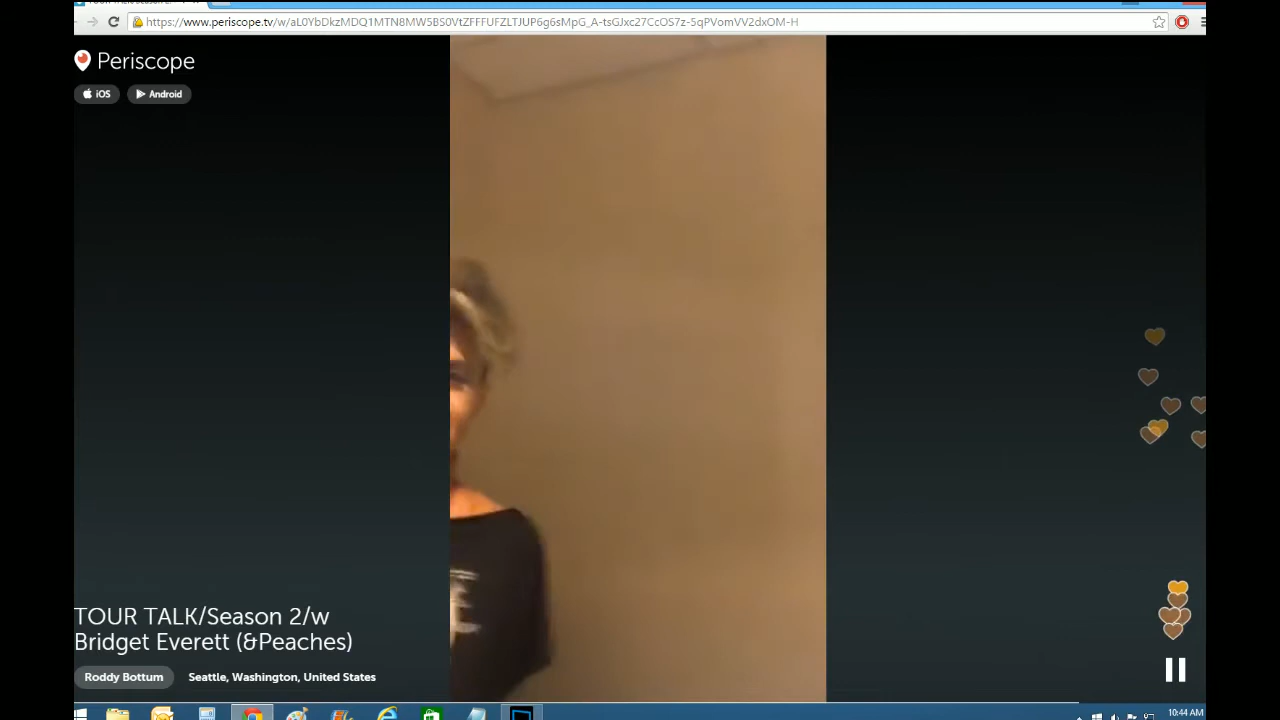 https://www.periscope.tv/w/aL0YbDkzMDQ1MTN8MW5BS0VtZFFFUFZLTJUP6g6sMpG_A-tsGJxc27CcOS7z-5qPVomVV2dxOM-H
Periscope
iOS
Android
TOUR TALK/Season 2/w
Bridget Everett (&Peaches)
Roddy Bottum
Seattle, Washington, United States
10:44 AM